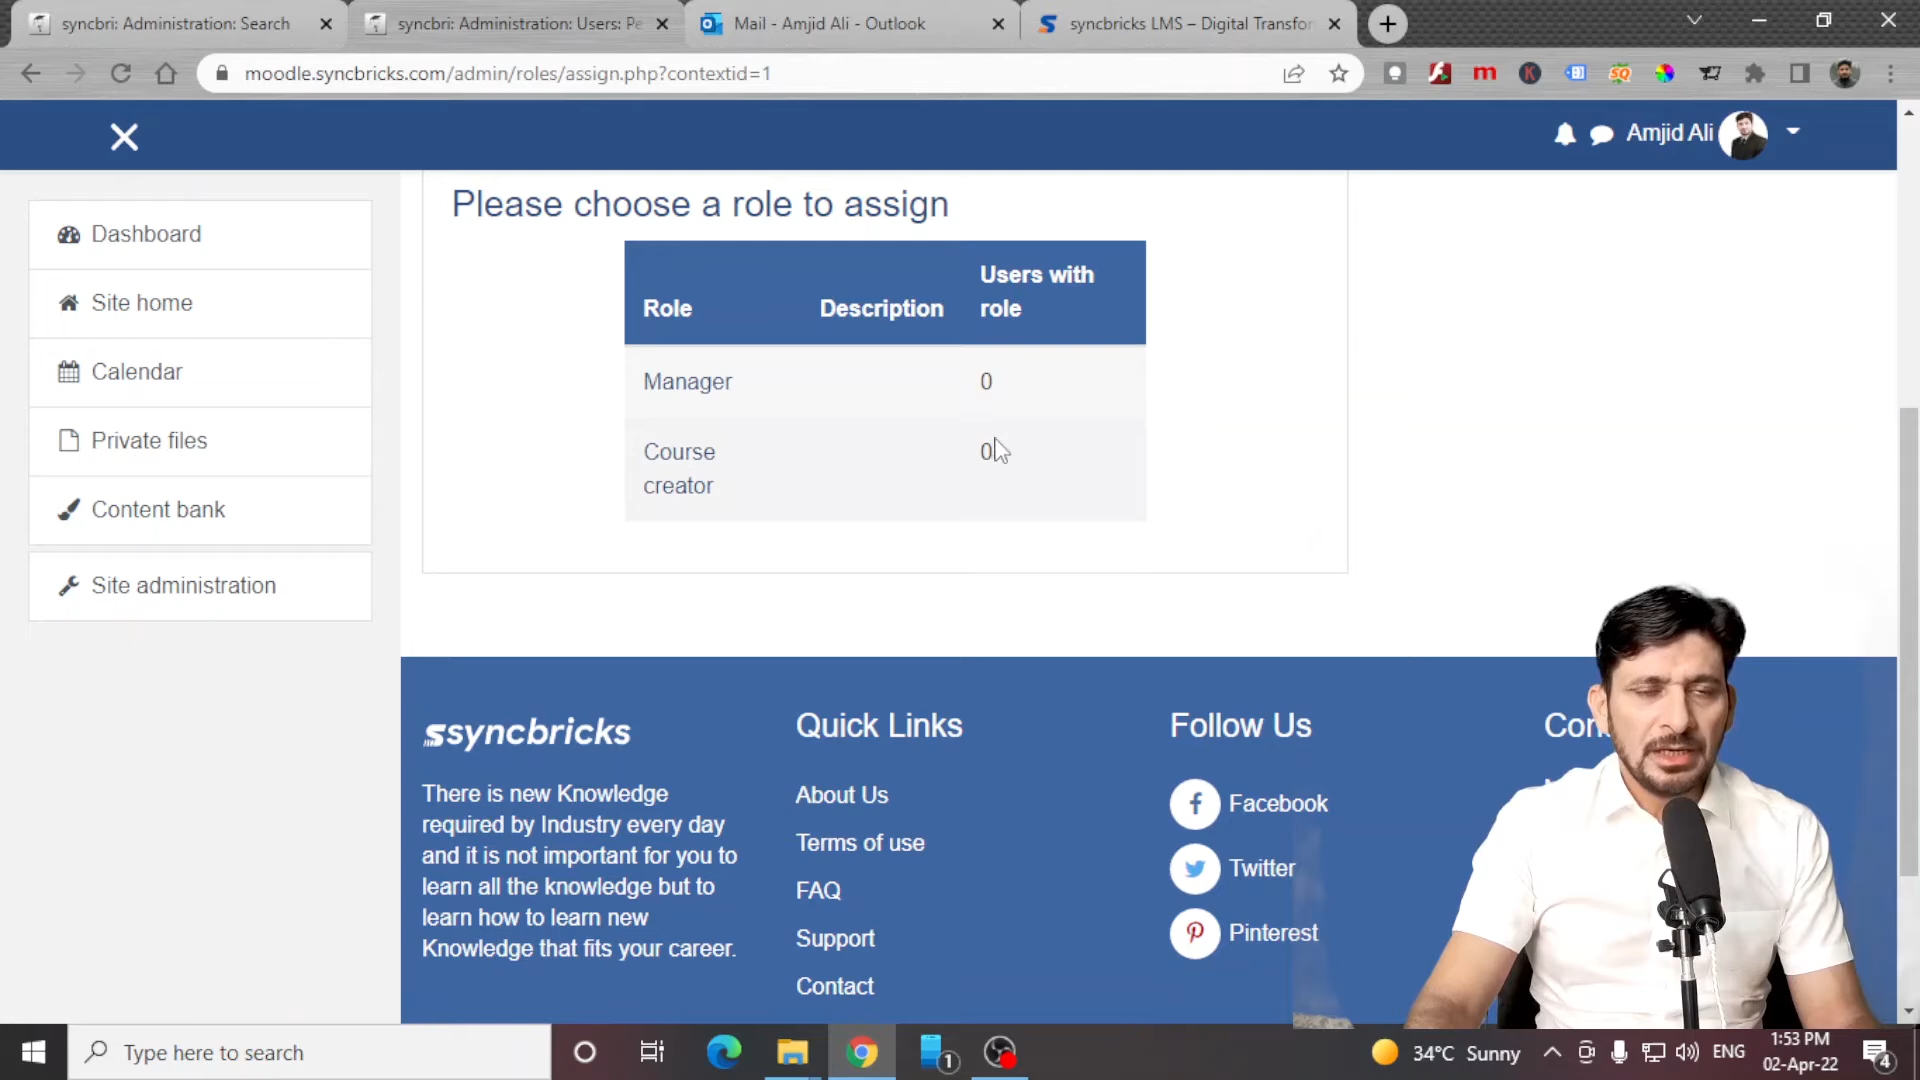 syncbri: Administration: Search
syncbri: Administration: Users: Pe
Mail - Amjid Ali - Outlook
syncbricks LMS – Digital Transfor
moodle.syncbricks.com/admin/roles/assign.php?contextid=1
Amjid Ali
Dashboard
Site home
Calendar
Private files
Content bank
Site administration
Please choose a role to assign
Role
Description
Users with
role
Manager
0
Course
creator
0
ssyncbricks
There is new Knowledge
required by Industry every day
and it is not important for you to
learn all the knowledge but to
learn how to learn new
Knowledge that fits your career.
Quick Links
About Us
Terms of use
FAQ
Support
Contact
Follow Us
Facebook
Twitter
Pinterest
Type here to search
1
34°C Sunny
ENG
1:53 PM
02-Apr-22
4